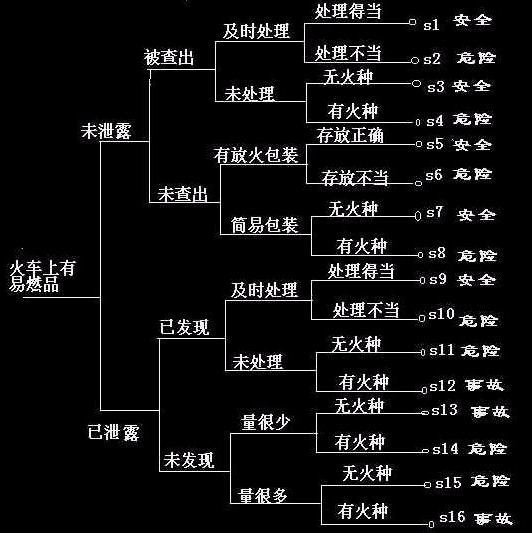 处理得当 s1 安全
及时处理
处理不当 s2 危险
被查出
无火种 s3 安全
未处理
有火种 s4 危险
未泄露
存放正确 s5 安全
有放火包装
存放不当 s6 危险
未查出
无火种 s7 安全
简易包装
有火种 s8 危险
火车上有
易燃品
处理得当 s9 安全
及时处理
处理不当 s10 危险
已发现
无火种 s11 危险
未处理
有火种 s12 事故
已泄露
无火种 s13 事故
量很少
有火种 s14 危险
未发现
无火种 s15 危险
量很多
有火种 s16 事故